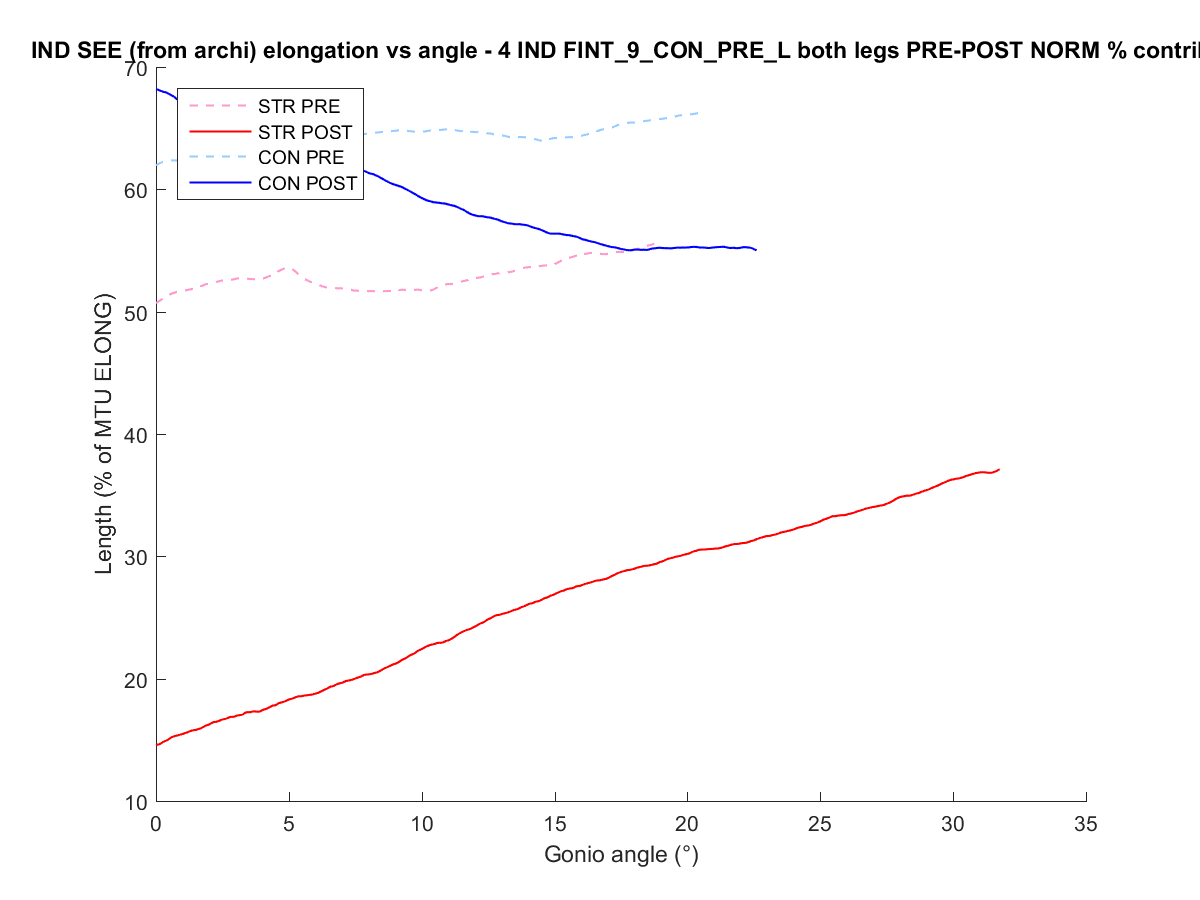 IND SEE (from archi) elongation vs angle - 4 IND FINT_9_CON_PRE_L both legs PRE-POST NORM % contri
70
60
50
40
30
20
10
STR PRE
STR POST
CON PRE
CON POST
Length (% of MTU ELONG)
0 5 10 15 20 25 30 35
Gonio angle (°)